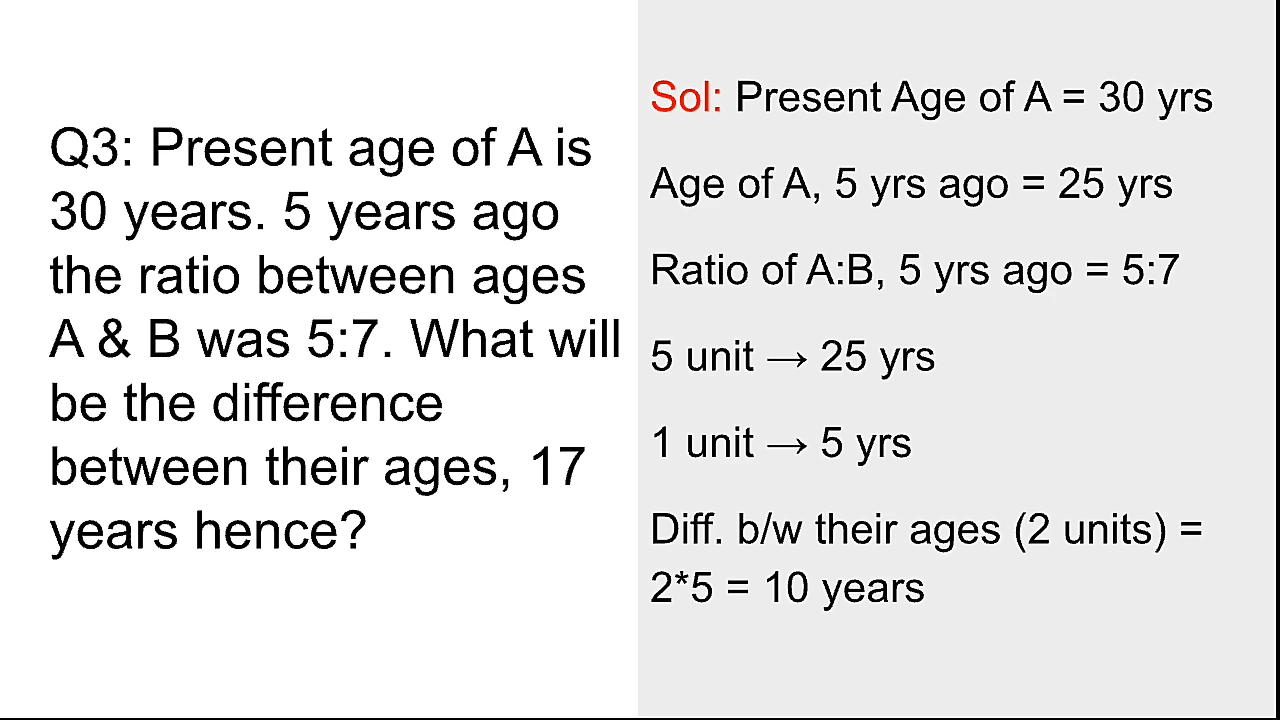 Q3: Present age of A is
30 years. 5 years ago
the ratio between ages
A & B was 5:7. What will
be the difference
between their ages, 17
years hence?
Sol: Present Age of A = 30 yrs
Age of A, 5 yrs ago = 25 yrs
Ratio of A:B, 5 yrs ago = 5:7
5 unit → 25 yrs
1 unit → 5 yrs
Diff. b/w their ages (2 units) =
2*5 = 10 years